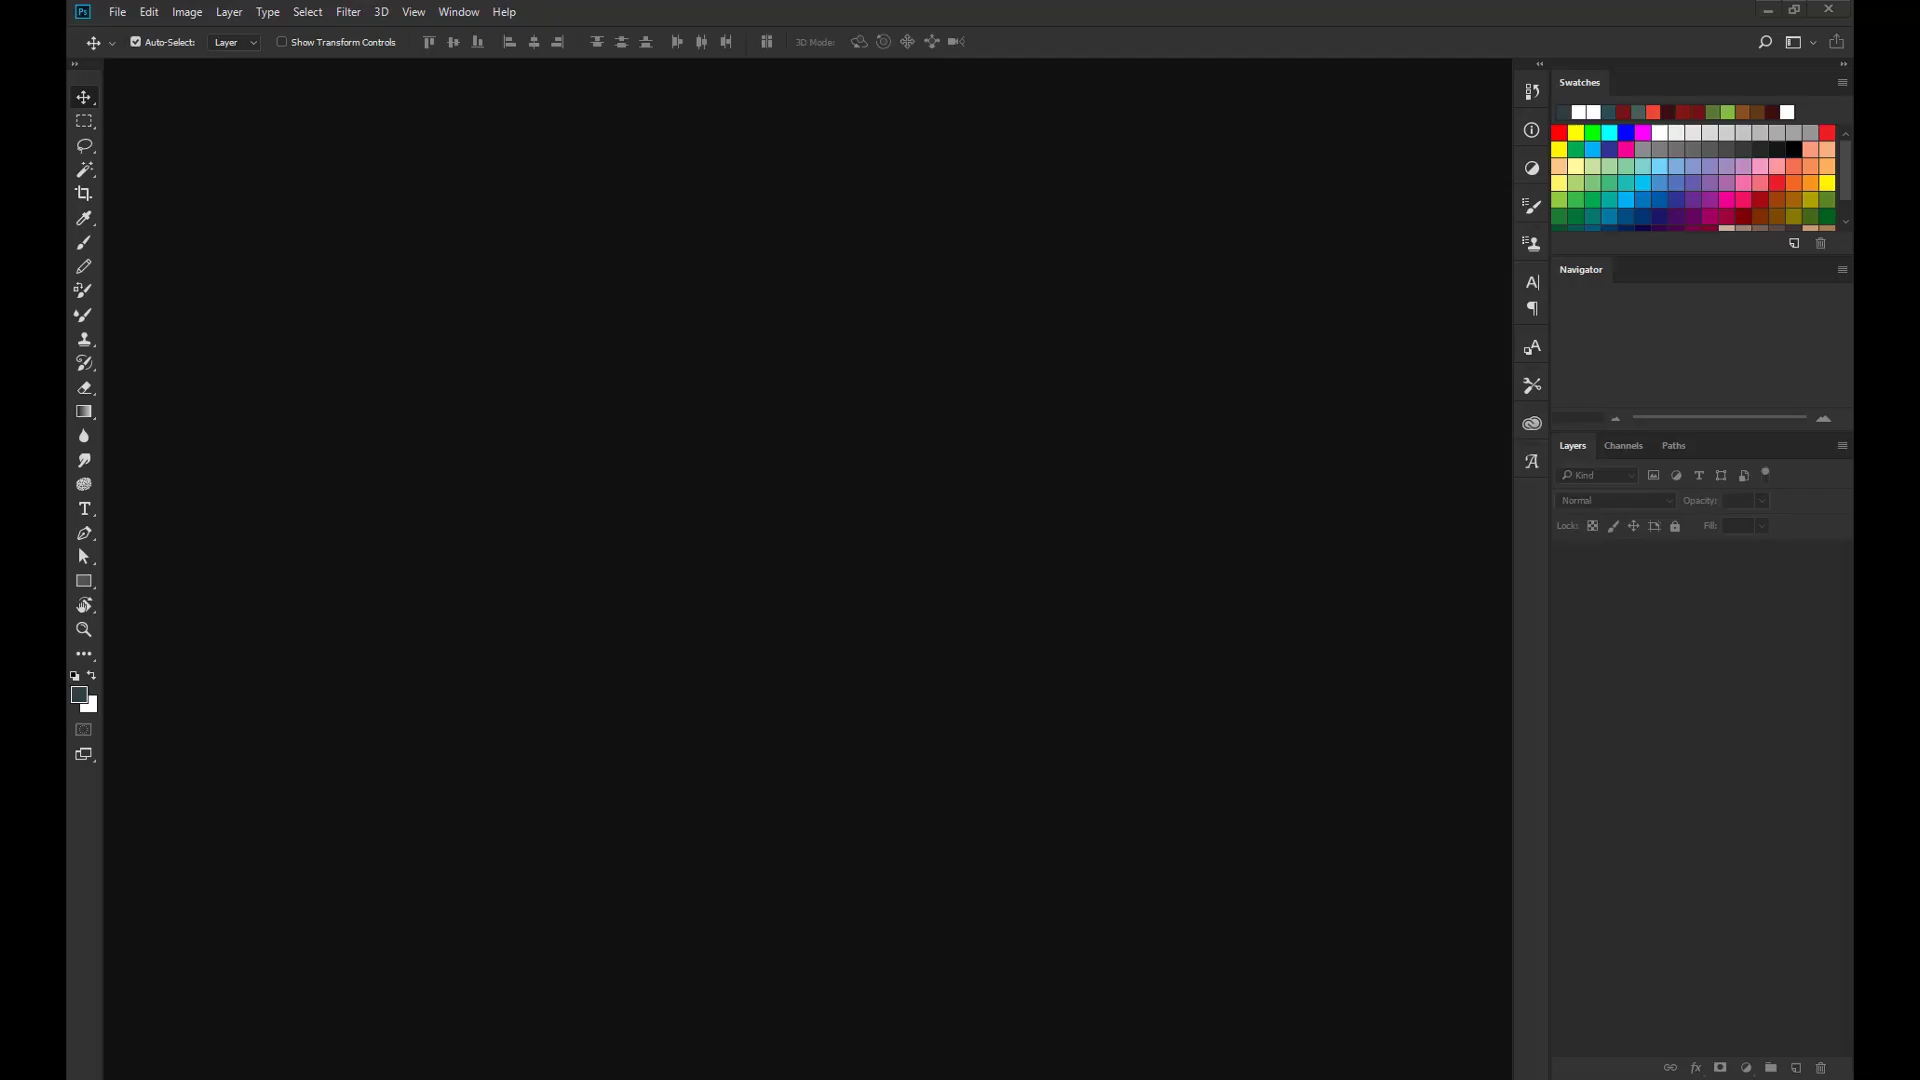 Ps File Edit Image Layer Type Select Filter 3D View Window Help
Auto-Select: Layer Show Transform Controls 3D Mode:
Swatches
Navigator
Layers Channels Paths
Kind
Normal Opacity:
Lock: Fill: